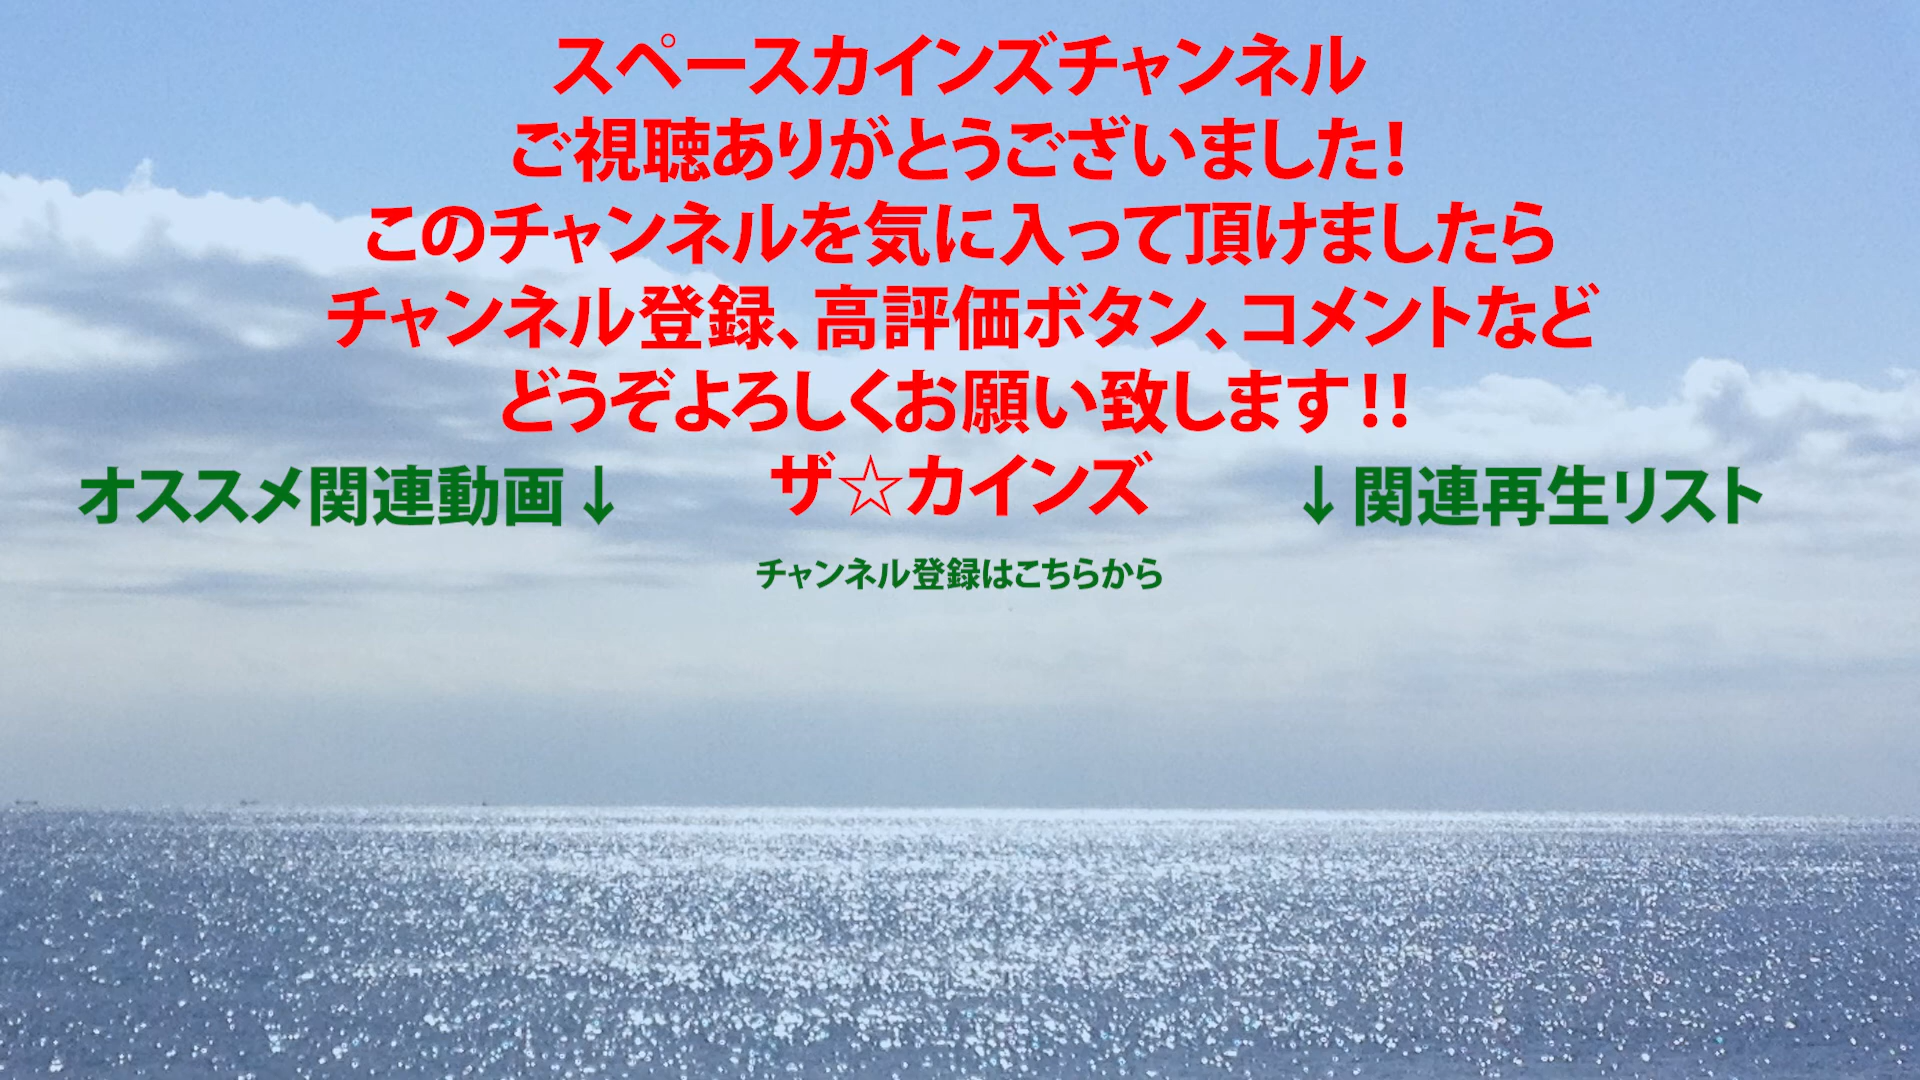 スペースカインズチャンネル
ご視聴ありがとうございました!
このチャンネルを気に入って頂けましたら
チャンネル登録、高評価ボタン、コメントなど
どうぞよろしくお願い致します!!
ザ☆カインズ
オススメ関連動画↓
↓関連再生リスト
チャンネル登録はこちらから